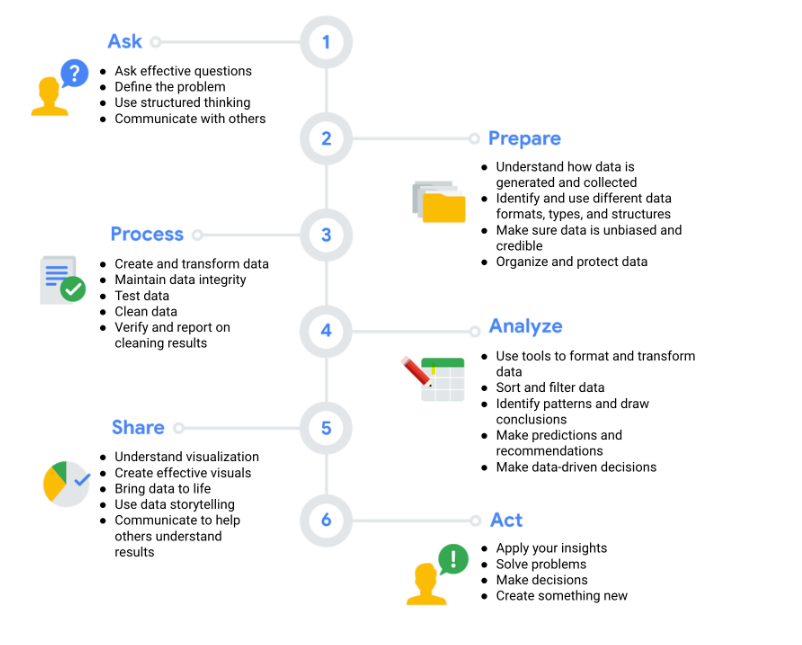 Ask
1
?
● Ask effective questions
● Define the problem
● Use structured thinking
● Communicate with others
2
Prepare
● Understand how data is
generated and collected
● Identify and use different data
formats, types, and structures
● Make sure data is unbiased and
credible
● Organize and protect data
Process
3
● Create and transform data
● Maintain data integrity
● Test data
● Clean data
● Verify and report on
cleaning results
4
Analyze
● Use tools to format and transform
data
● Sort and filter data
● Identify patterns and draw
conclusions
● Make predictions and
recommendations
● Make data-driven decisions
Share
5
● Understand visualization
● Create effective visuals
● Bring data to life
● Use data storytelling
● Communicate to help
others understand
results
6
Act
!
● Apply your insights
● Solve problems
● Make decisions
● Create something new